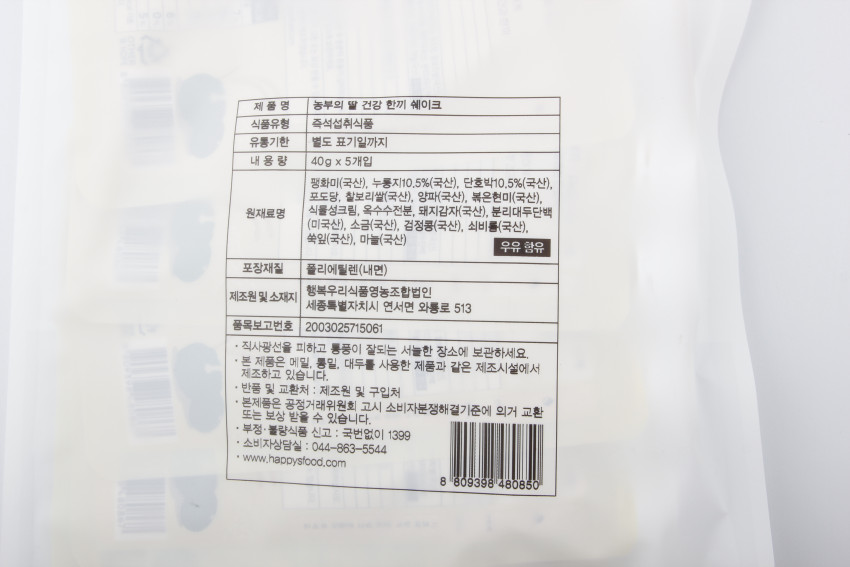 제 품 명 농부의 딸 건강 한끼 쉐이크
식품유형 즉석섭취식품
유통기한 별도 표기일까지
내 용 량 40g x 5개입
원재료명 팽화미(국산), 누룽지10.5%(국산), 단호박10.5%(국산),
포도당, 찰보리쌀(국산), 양파(국산), 볶은현미(국산),
식물성크림, 옥수수전분, 돼지감자(국산), 분리대두단백
(미국산), 소금(국산), 검정콩(국산), 쇠비름(국산),
쑥잎(국산), 마늘(국산)
우유 함유
포장재질 폴리에틸렌(내면)
제조원 및 소재지 행복우리식품영농조합법인
세종특별자치시 연서면 와룡로 513
품목보고번호 2003025715061
· 직사광선을 피하고 통풍이 잘되는 서늘한 장소에 보관하세요.
· 본 제품은 메밀, 통밀, 대두를 사용한 제품과 같은 제조시설에서
제조하고 있습니다.
· 반품 및 교환처 : 제조원 및 구입처
· 본제품은 공정거래위원회 고시 소비자분쟁해결기준에 의거 교환
또는 보상 받을 수 있습니다.
· 부정·불량식품 신고 : 국번없이 1399
· 소비자상담실 : 044-863-5544
· www.happysfood.com
8 809398 480850